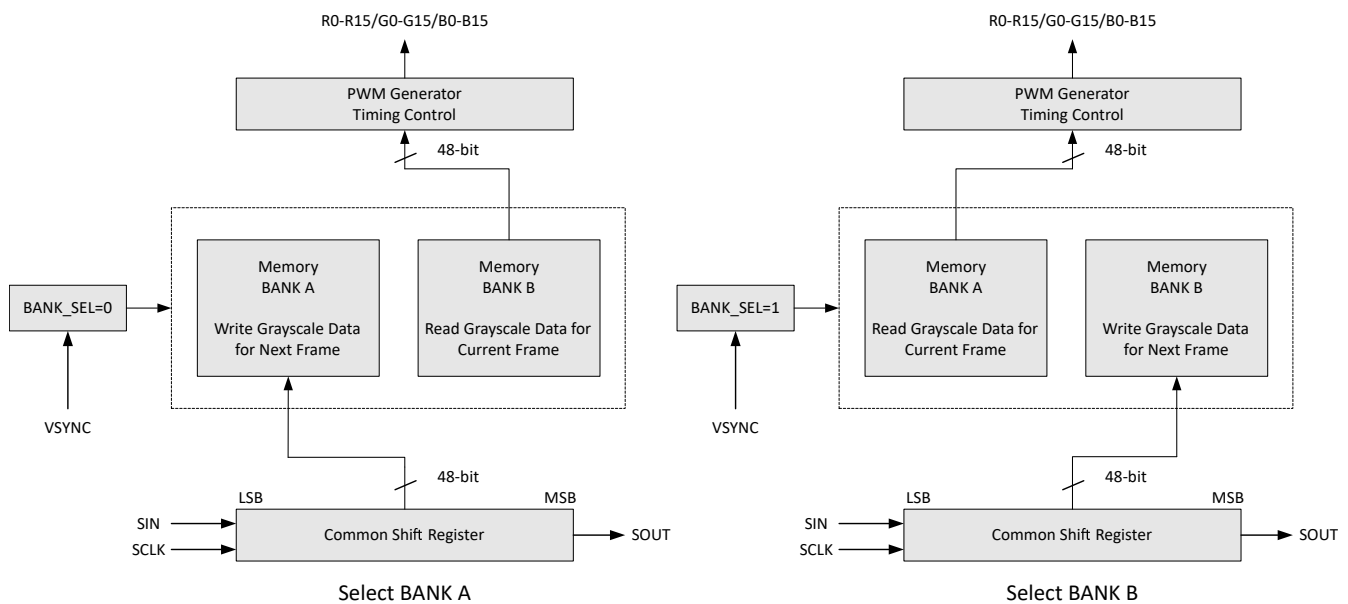 R0-R15/G0-G15/B0-B15
PWM Generator
Timing Control
48-bit
Memory
BANK A
Write Grayscale Data
for Next Frame
Memory
BANK B
Read Grayscale Data for
Current Frame
BANK_SEL=0
VSYNC
48-bit
LSB
MSB
SIN
SCLK
Common Shift Register
SOUT
Select BANK A
R0-R15/G0-G15/B0-B15
PWM Generator
Timing Control
48-bit
Memory
BANK A
Read Grayscale Data for
Current Frame
Memory
BANK B
Write Grayscale Data
for Next Frame
BANK_SEL=1
VSYNC
48-bit
LSB
MSB
SIN
SCLK
Common Shift Register
SOUT
Select BANK B